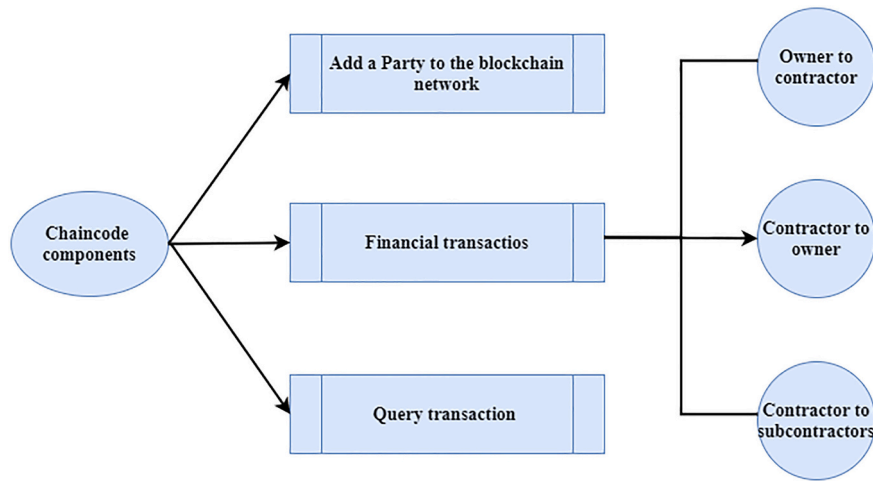 Chaincode
components
Add a Party to the blockchain
network
Financial transactios
Query transaction
Owner to
contractor
Contractor to
owner
Contractor to
subcontractors